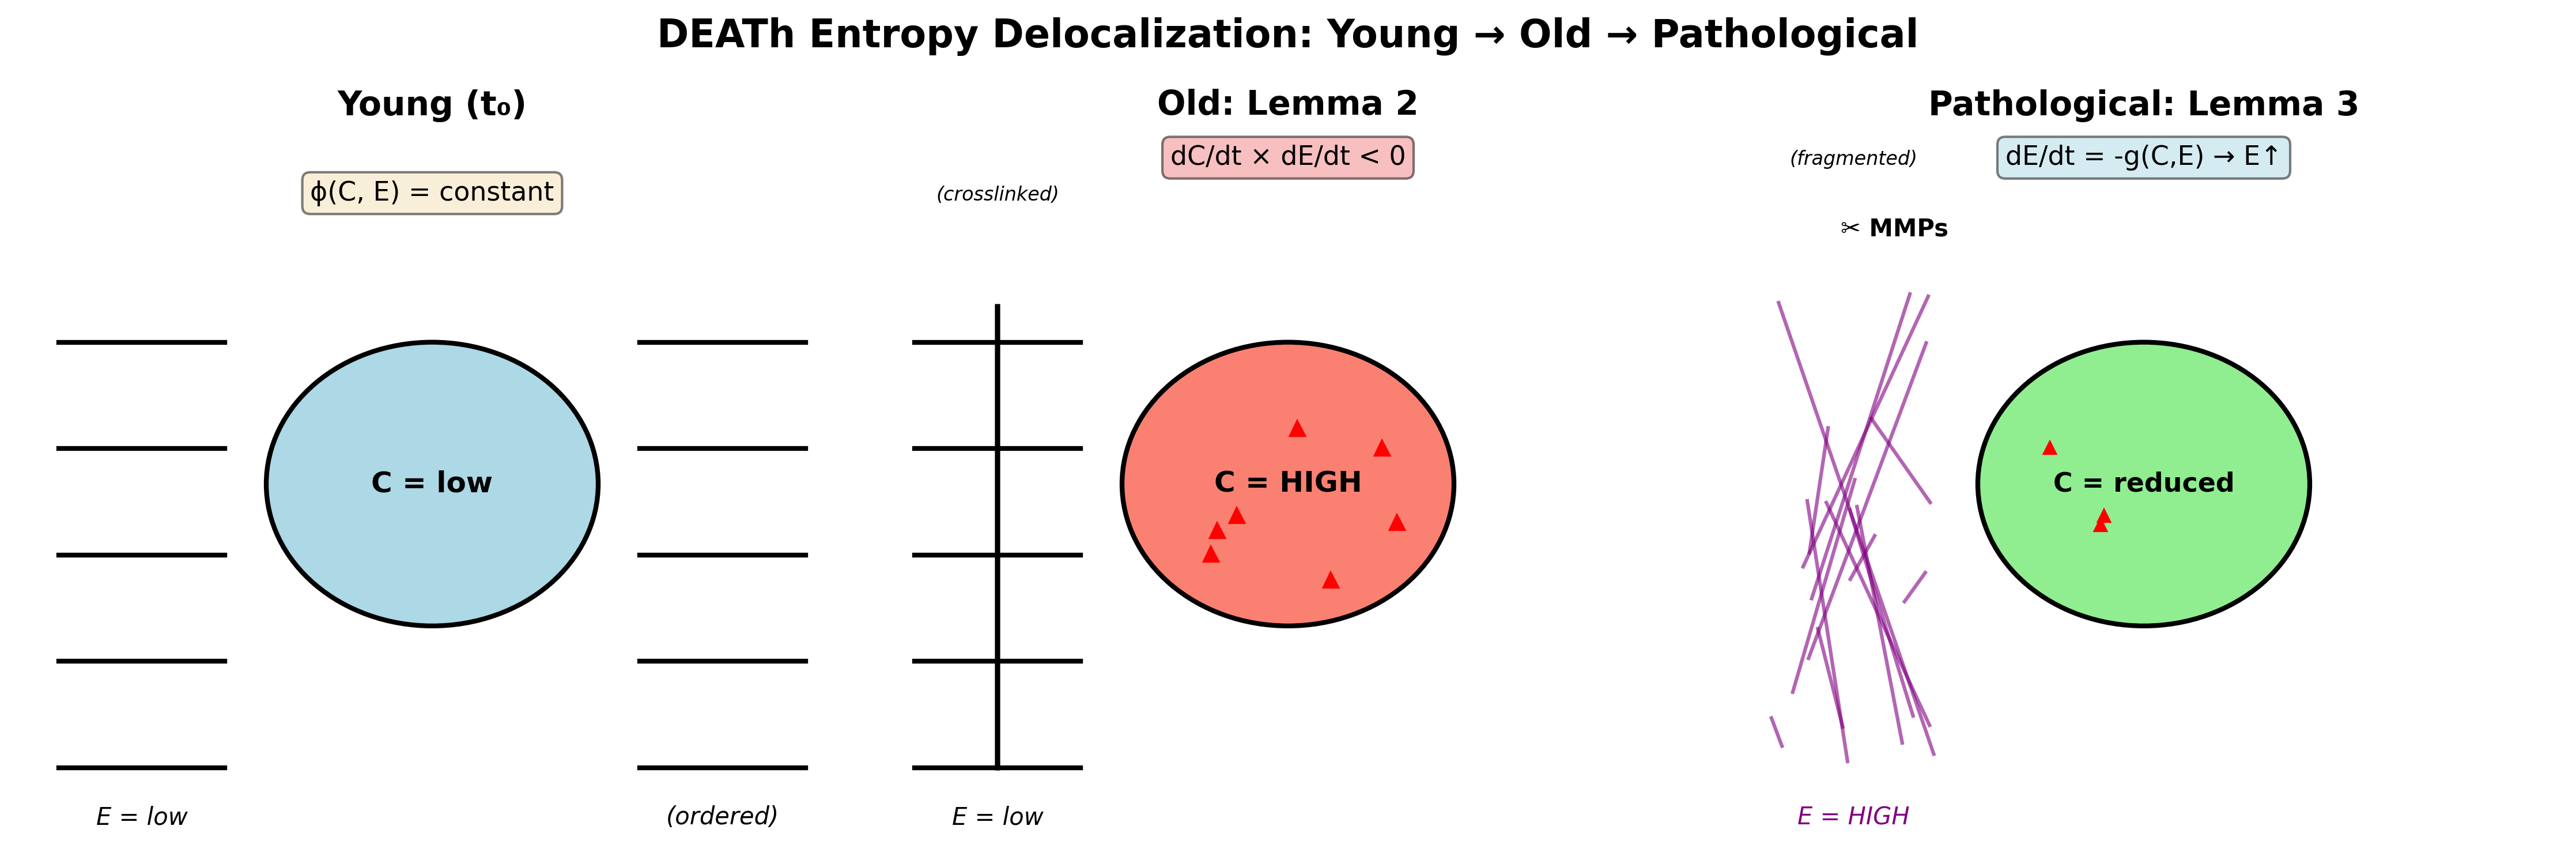 DEATh Entropy Delocalization: Young → Old → Pathological
Young (t₀)
ϕ(C, E) = constant
C = low
E = low
(ordered)
Old: Lemma 2
dC/dt × dE/dt < 0
(crosslinked)
C = HIGH
E = low
Pathological: Lemma 3
(fragmented)
dE/dt = -g(C,E) → E↑
✂ MMPs
C = reduced
E = HIGH